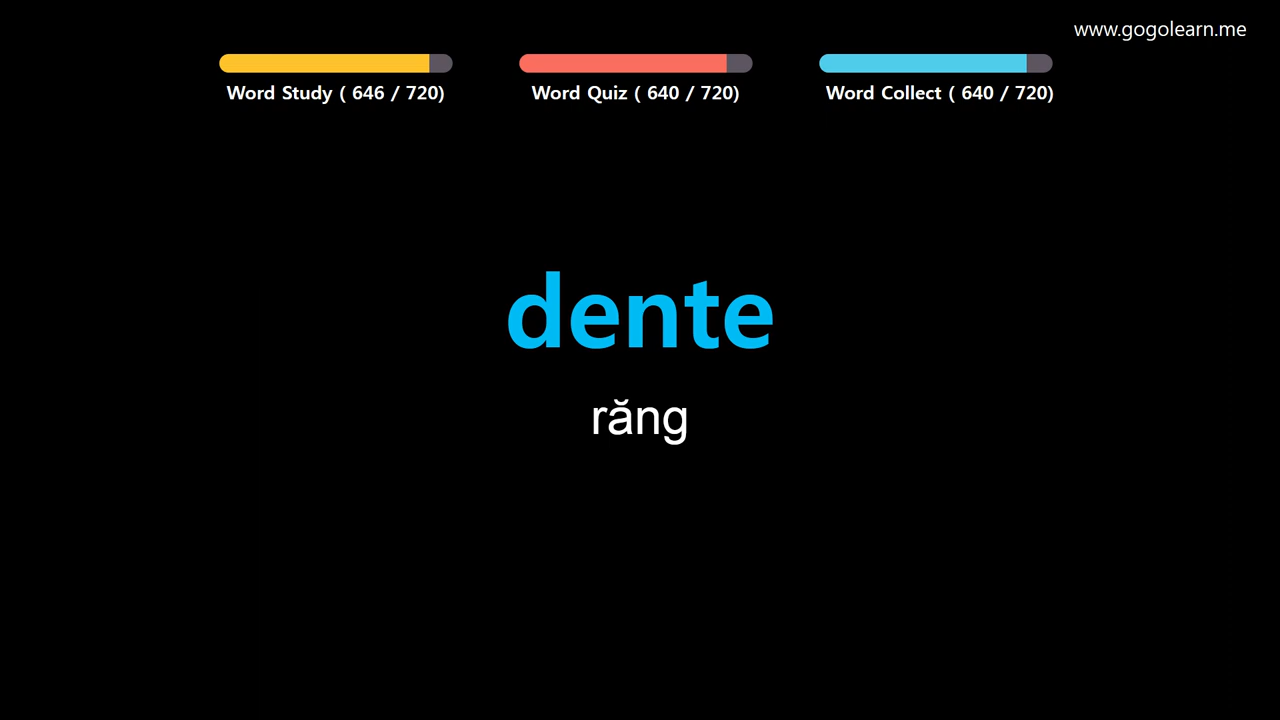 www.gogolearn.me
Word Study ( 646 / 720)
Word Quiz ( 640 / 720)
Word Collect ( 640 / 720)
dente
răng